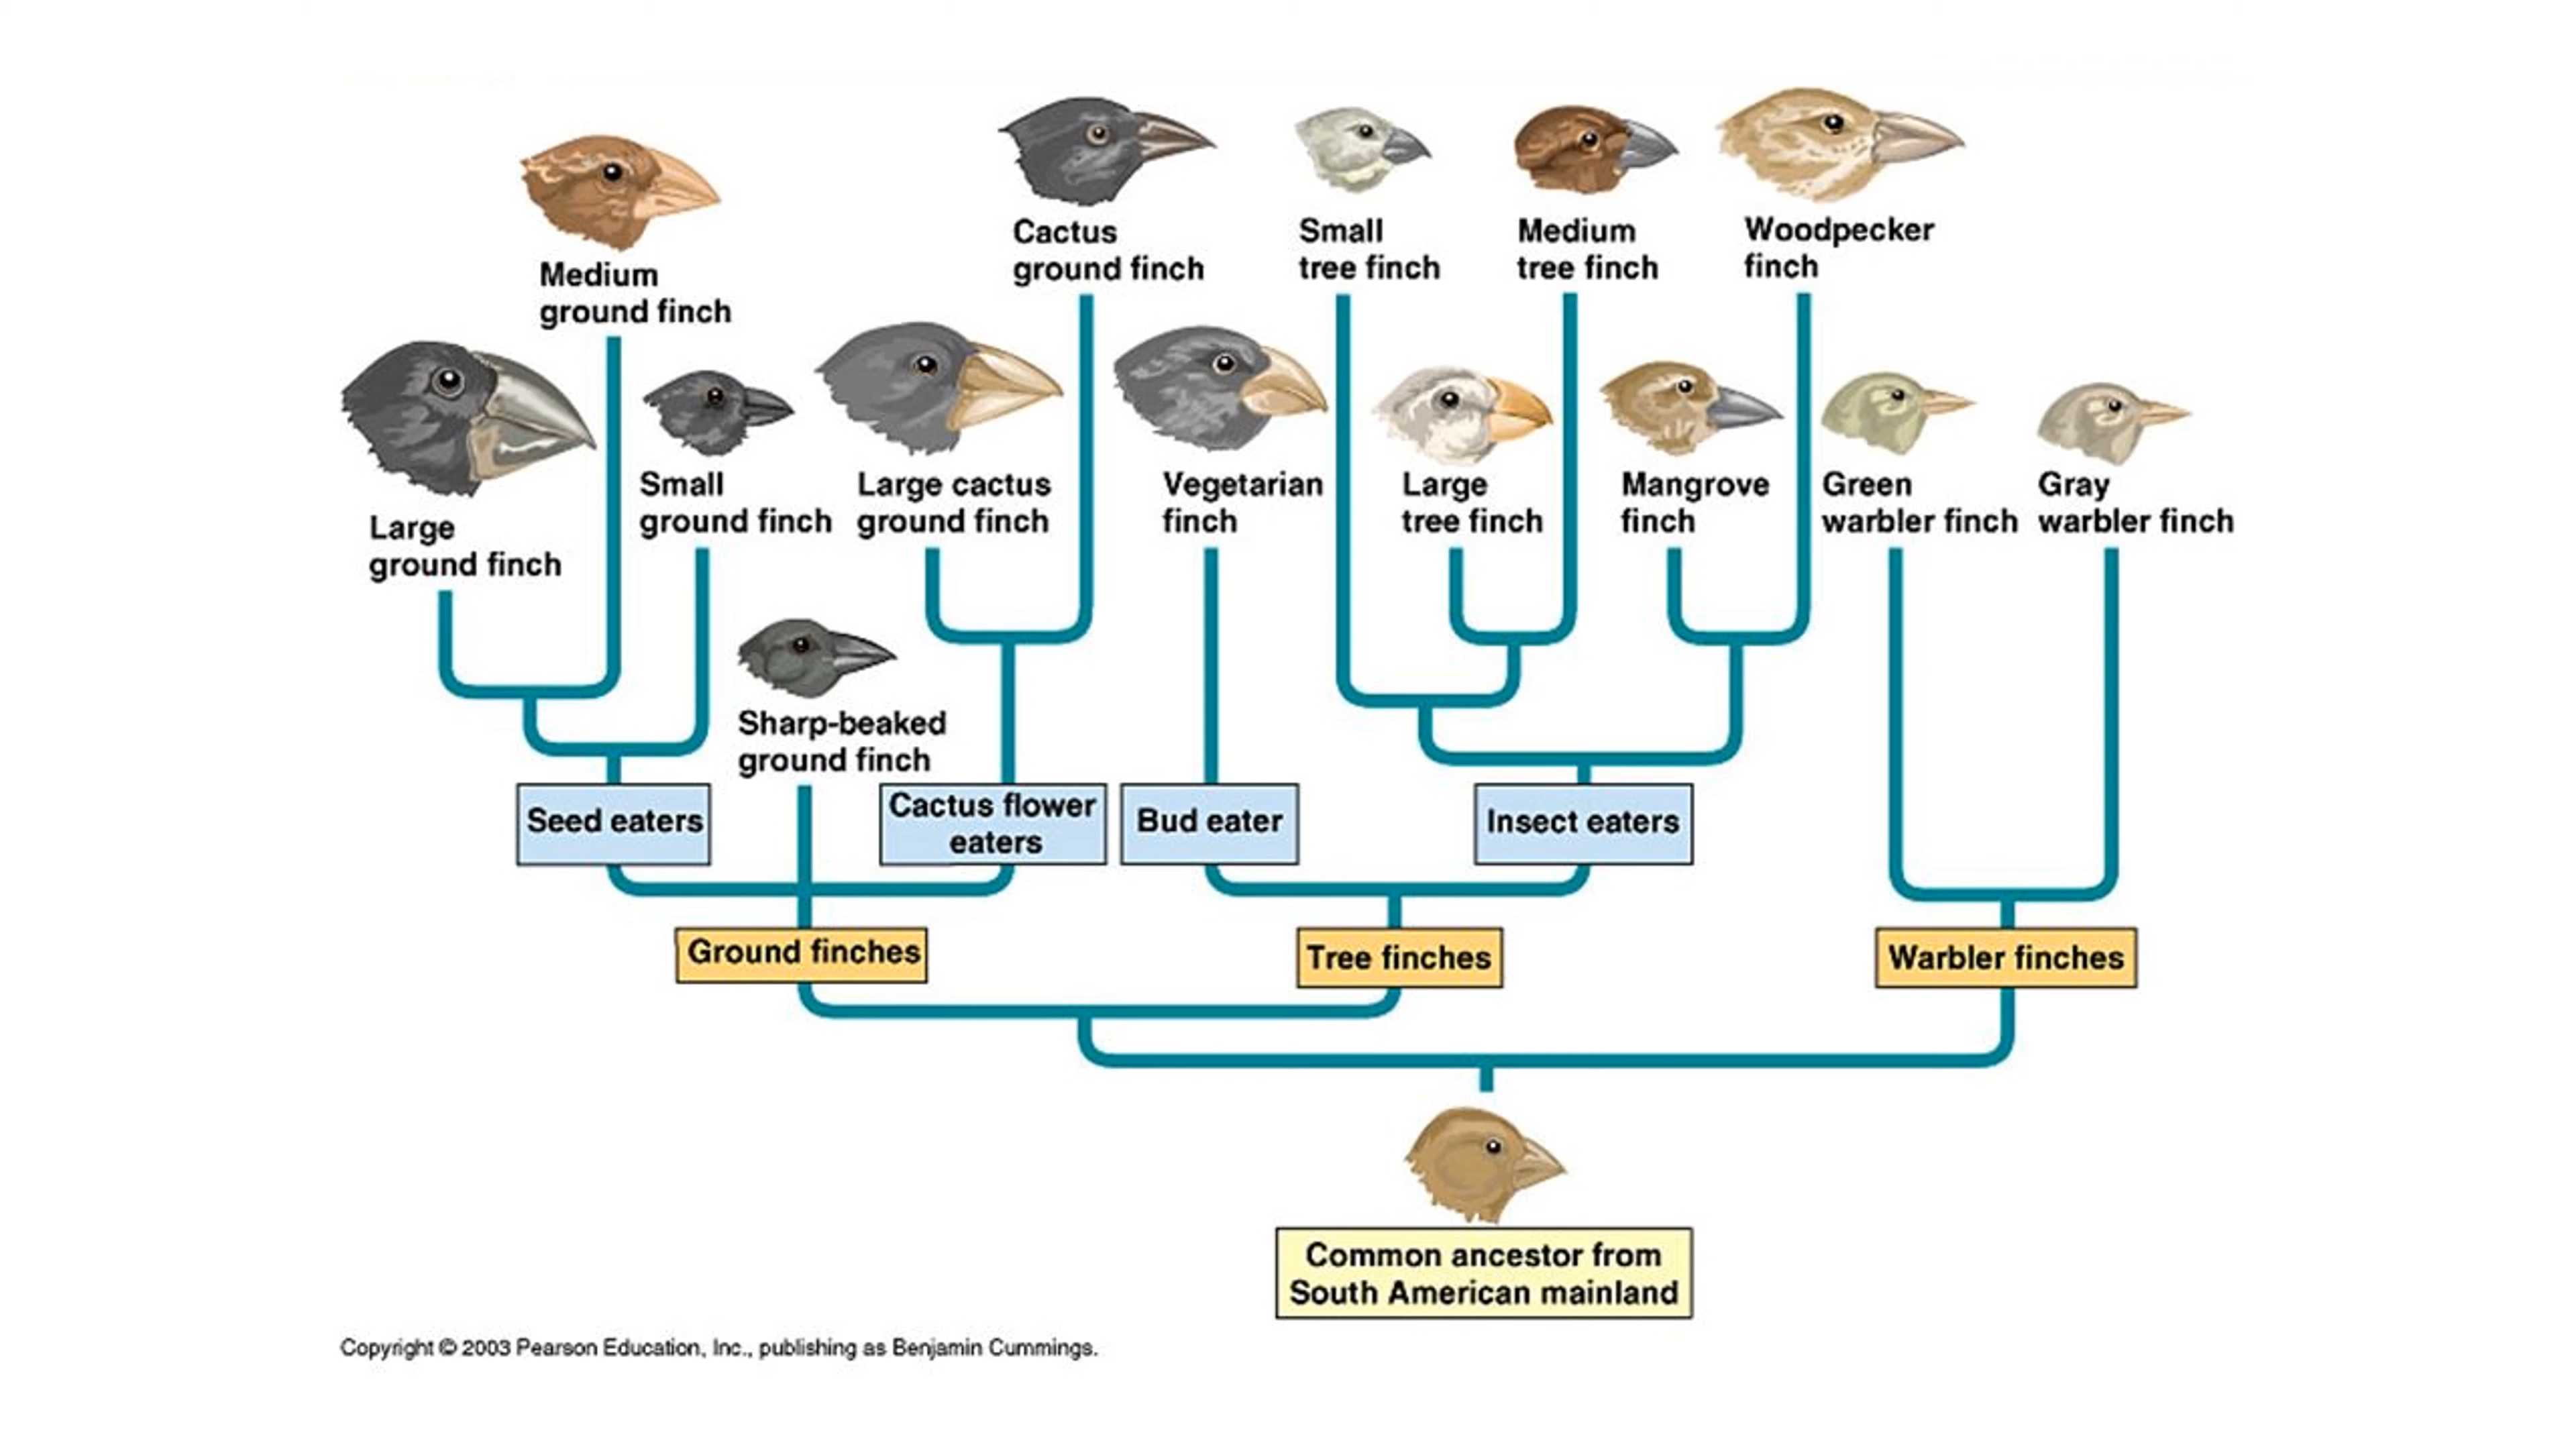 Medium
ground finch
Cactus
ground finch
Small
tree finch
Medium
tree finch
Woodpecker
finch
Large
ground finch
Small
ground finch
Large cactus
ground finch
Vegetarian
finch
Large
tree finch
Mangrove
finch
Green
warbler finch
Gray
warbler finch
Sharp-beaked
ground finch
Seed eaters
Cactus flower
eaters
Bud eater
Insect eaters
Ground finches
Tree finches
Warbler finches
Common ancestor from
South American mainland
Copyright © 2003 Pearson Education, Inc., publishing as Benjamin Cummings.